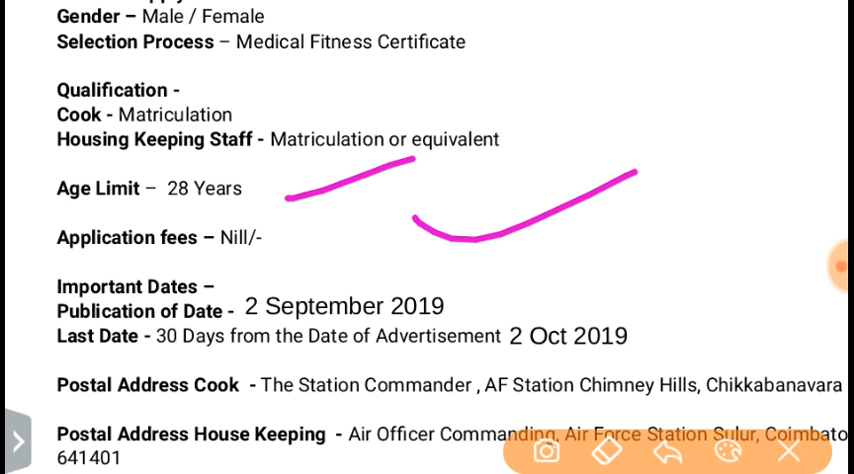 Gender – Male / Female
Selection Process – Medical Fitness Certificate
Qualification -
Cook - Matriculation
Housing Keeping Staff - Matriculation or equivalent
Age Limit – 28 Years
Application fees – Nill/-
Important Dates –
Publication of Date - 2 September 2019
Last Date - 30 Days from the Date of Advertisement 2 Oct 2019
Postal Address Cook - The Station Commander , AF Station Chimney Hills, Chikkabanavara
Postal Address House Keeping - Air Officer Commanding, Air Force Station Sulur, Coimbato
641401